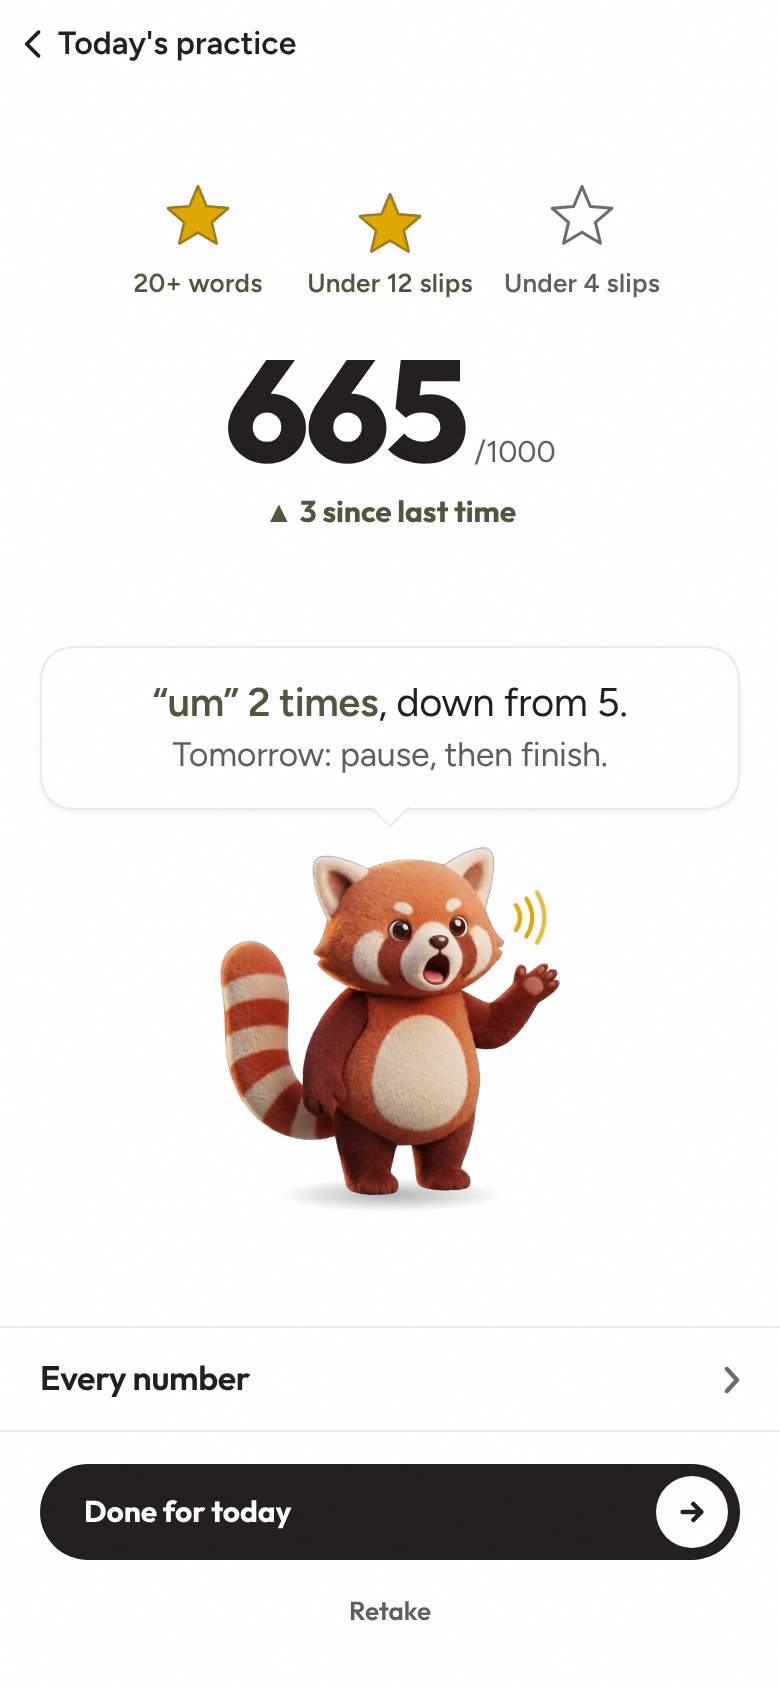 Today's practice
20+ words
Under 12 slips
Under 4 slips
665 /1000
▲ 3 since last time
“um” 2 times, down from 5.
Tomorrow: pause, then finish.
Every number
Done for today
Retake